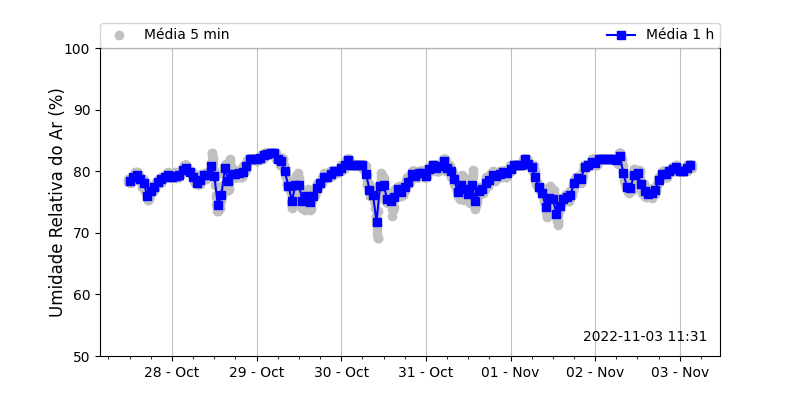 Média 5 min
Média 1 h
Umidade Relativa do Ar (%)
100
90
80
70
60
50
2022-11-03 11:31
28 - Oct
29 - Oct
30 - Oct
31 - Oct
01 - Nov
02 - Nov
03 - Nov